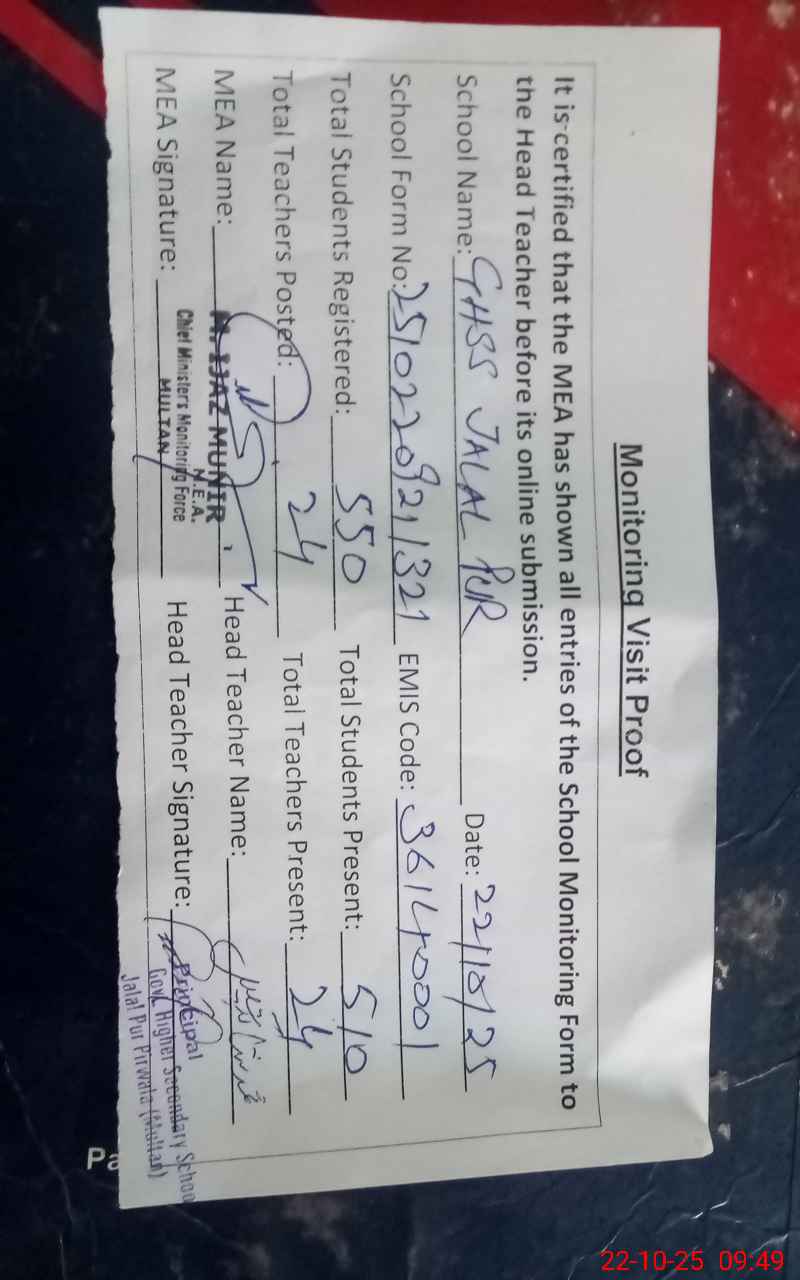 Monitoring Visit Proof
It is certified that the MEA has shown all entries of the School Monitoring Form to
the Head Teacher before its online submission.
School Name: GHSS JALAL PUR Date: 22/10/25
School Form No: 25102209211321 EMIS Code: 36140001
Total Students Registered: 550 Total Students Present: 510
Total Teachers Posted: 24 Total Teachers Present: 24
MEA Name: M. IJAZ MUNIR Head Teacher Name:
M.E.A.
Chief Minister's Monitoring Force
MULTAN
MEA Signature: Head Teacher Signature:
Principal
Govt. Higher Secondary School
Jalal Pur Pirwala (Multan)
Pa
22-10-25 09:49